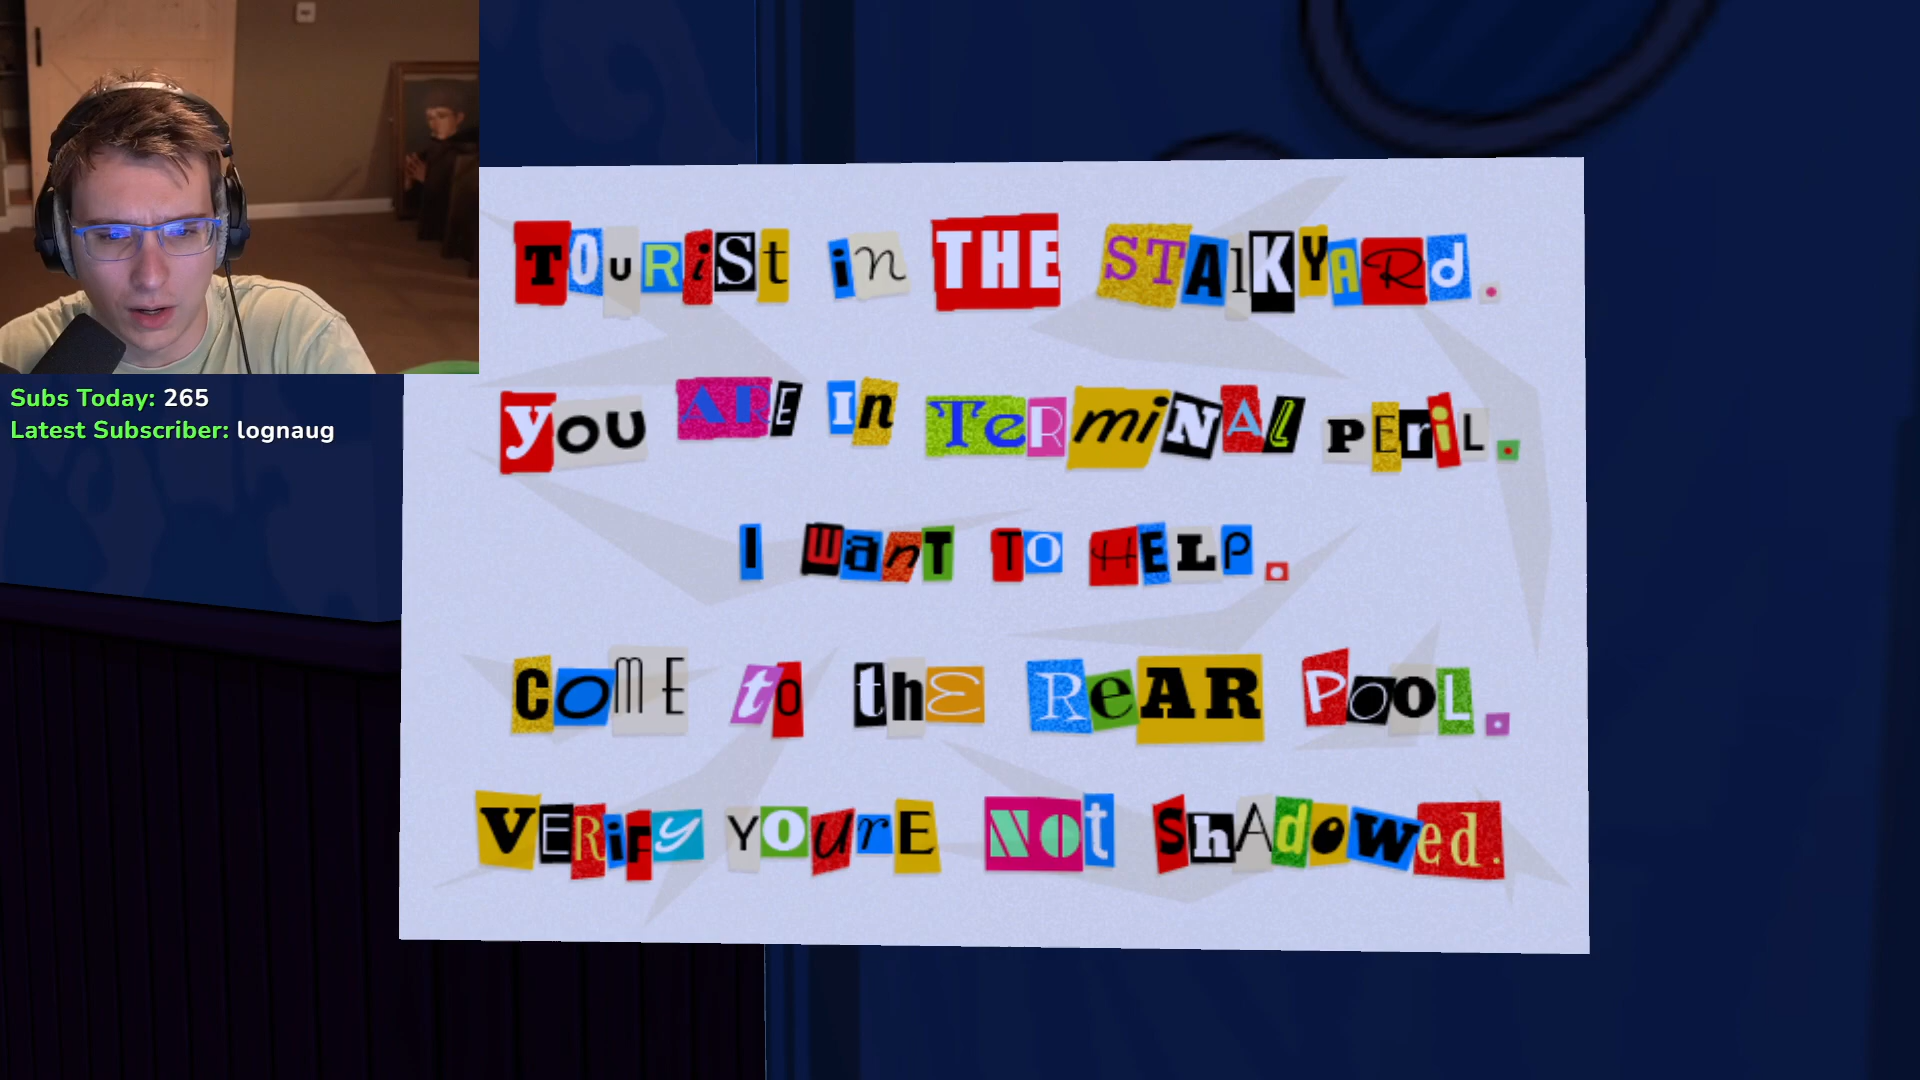 TOuRiSt in THE STAlKYARd.
Subs Today: 265
you ARE In TeRmiNAL PEriL.
Latest Subscriber: lognaug
I WanT TO HELP.
COME to thE ReAR POOL.
VERiFy YOUrE NOt ShAdOWed.